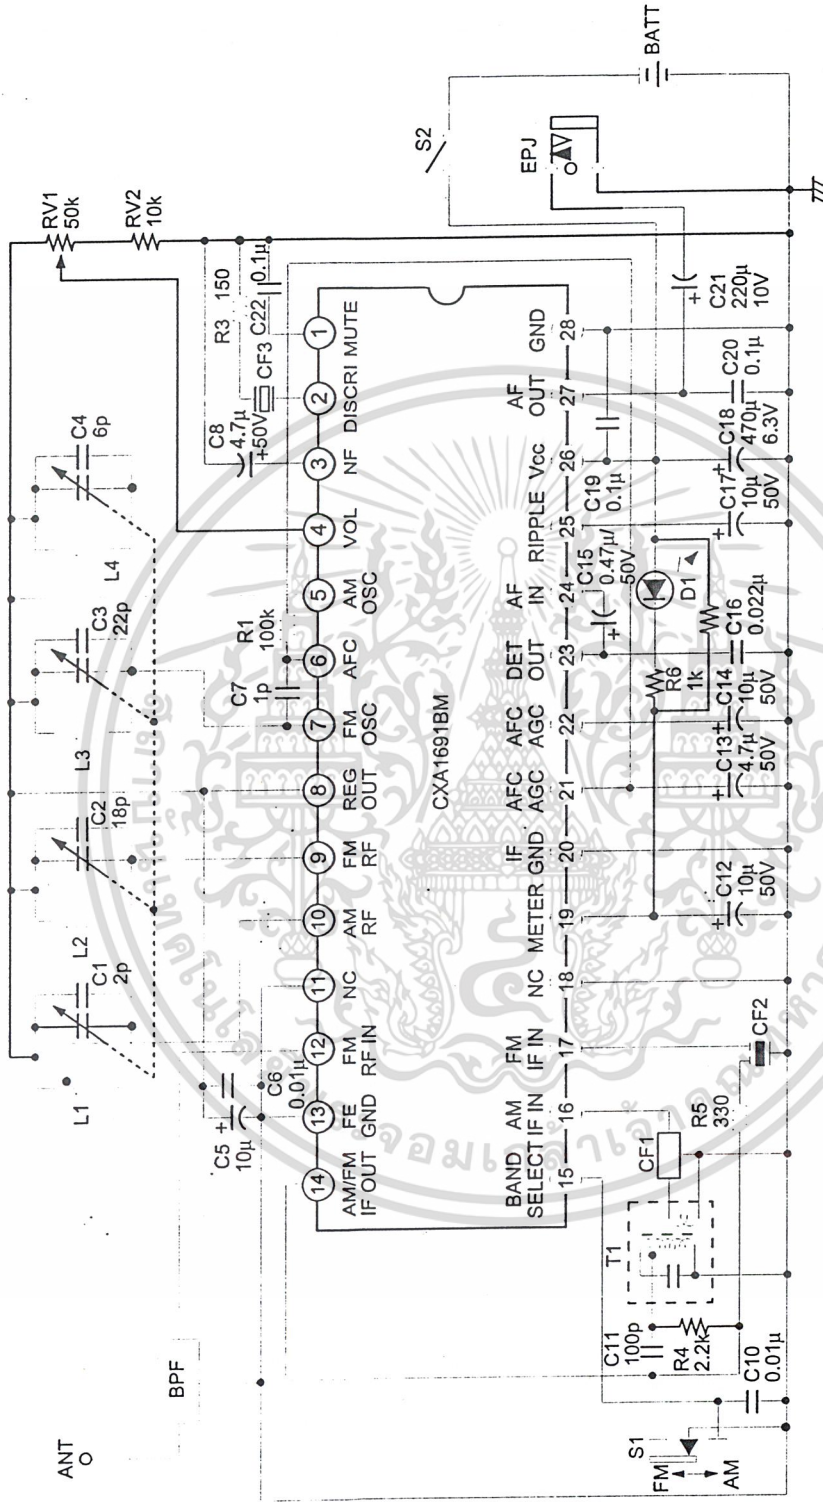 ANT
BPF
L1
C1
2p
L2
C2
18p
L3
C3
22p
L4
C4
6p
RV1
50k
RV2
10k
S2
BATT
EPJ
C5
10µ
C6
0.01µ
C7
1p
R1
100k
C8
4.7µ
+50V
CF3
R3 150
C22
0.1µ
14
13
12
11
10
9
8
7
6
5
4
3
2
1
AM/FM
IF OUT
FE
GND
FM
RF IN
NC
AM
RF
FM
RF
REG
OUT
FM
OSC
AFC
AM
OSC
VOL
NF
DISCRI
MUTE
CXA1691BM
BAND
SELECT
AM
IF IN
FM
IF IN
NC
METER
IF
GND
AFC
AGC
AFC
AGC
DET
OUT
AF
IN
RIPPLE
Vcc
AF
OUT
GND
15
16
17
18
19
20
21
22
23
24
25
26
27
28
S1
FM
AM
C10
0.01µ
C11
100p
R4
2.2k
T1
CF1
R5
330
CF2
C12
10µ
50V
C13
4.7µ
50V
C14
10µ
50V
R6
1k
C16
0.022µ
D1
C15
0.47µ/
50V
C19
0.1µ
C17
10µ
50V
C18
470µ
6.3V
C20
0.1µ
C21
220µ
10V